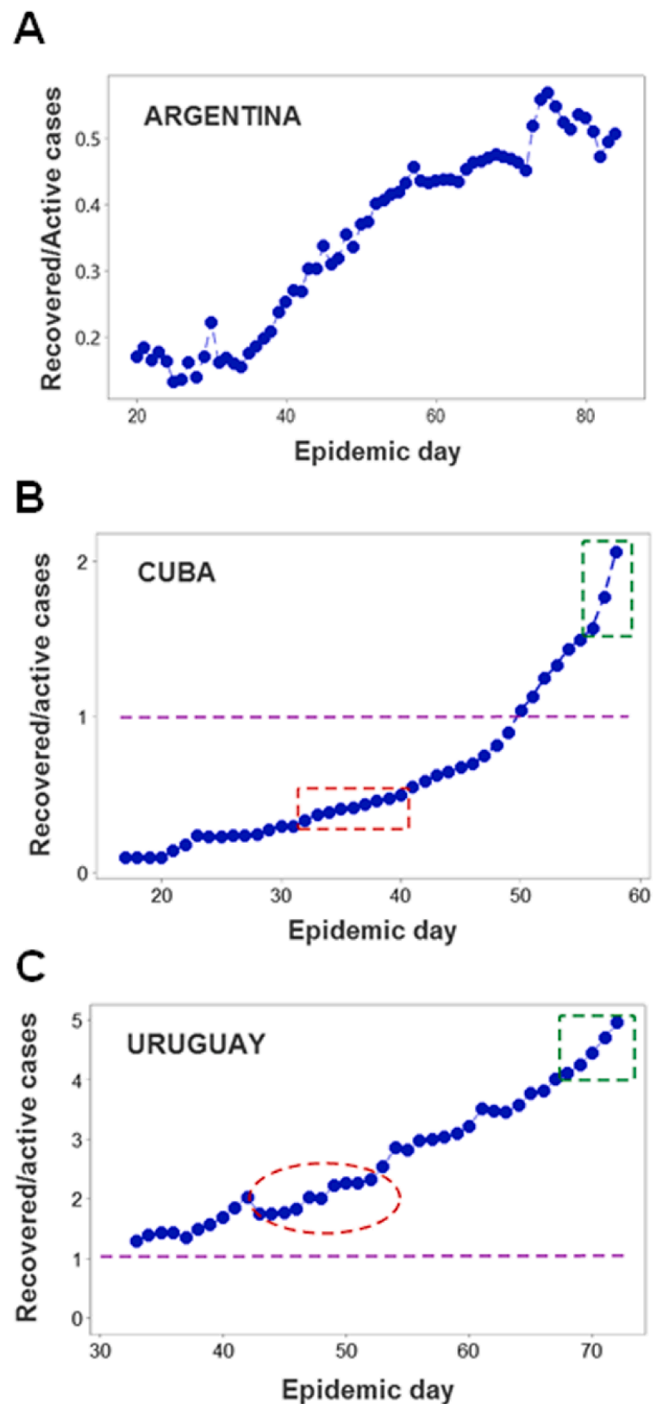 A
ARGENTINA
0.5
0.4
0.3
0.2
Recovered/Active cases
20 40 60 80
Epidemic day
B
CUBA
2
1
0
Recovered/active cases
20 30 40 50 60
Epidemic day
C
URUGUAY
5
4
3
2
1
0
Recovered/active cases
30 40 50 60 70
Epidemic day